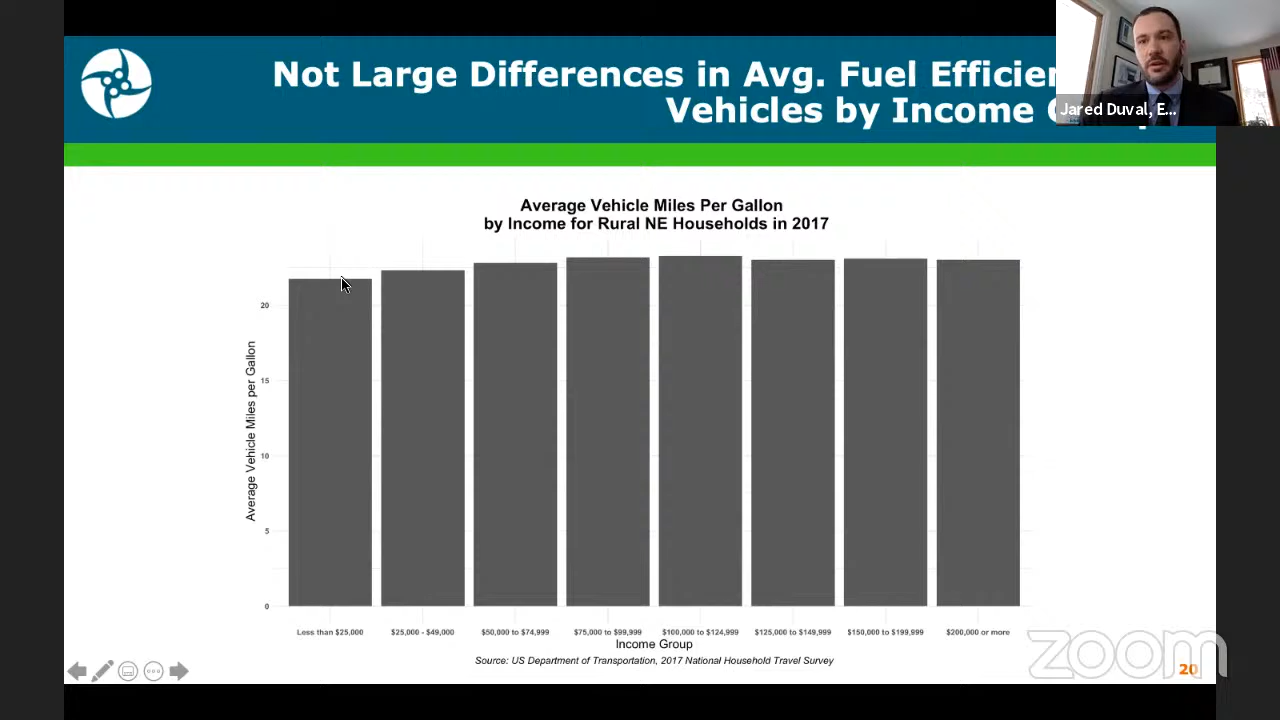 Not Large Differences in Avg. Fuel
Vehicles by Income
Jared Duval, E...
Average Vehicle Miles Per Gallon
by Income for Rural NE Households in 2017
Average Vehicle Miles per Gallon
20
15
10
5
0
Less than $25,000
$25,000 - $49,000
$50,000 to $74,999
$75,000 to $99,999
$100,000 to $124,999
$125,000 to $149,999
$150,000 to $199,999
$200,000 or more
Income Group
Source: US Department of Transportation, 2017 National Household Travel Survey
zoom
20